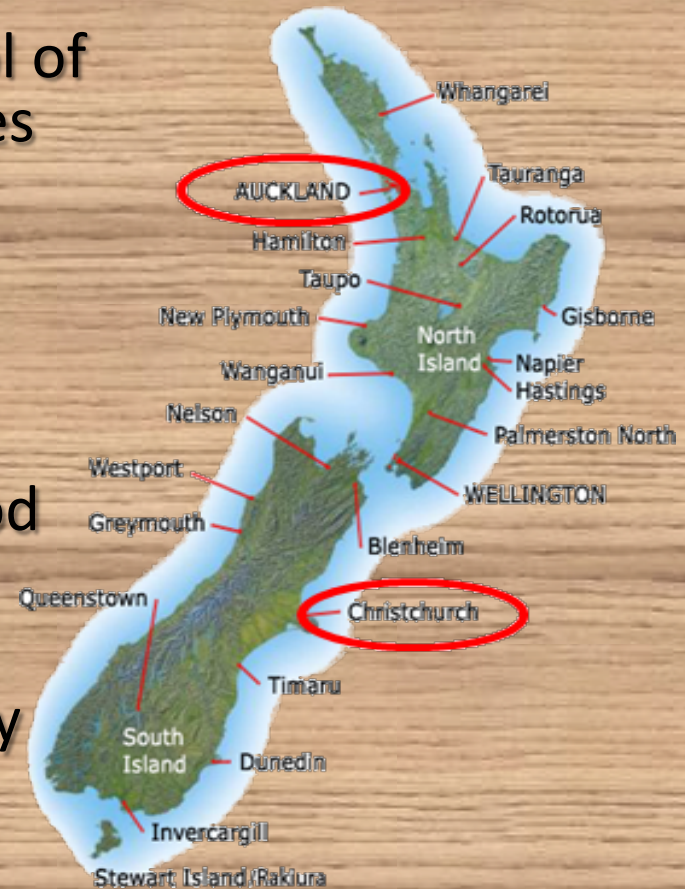 l of
es
Whangarei
Tauranga
AUCKLAND
Rotorua
Hamilton
Taupo
New Plymouth
Gisborne
North
Island
Napier
Wanganui
Hastings
Nelson
Palmerston North
Westport
WELLINGTON
od
Greymouth
Blenheim
Queenstown
Christchurch
Timaru
y
South
Island
Dunedin
Invercargill
Stewart Island/Rakiura